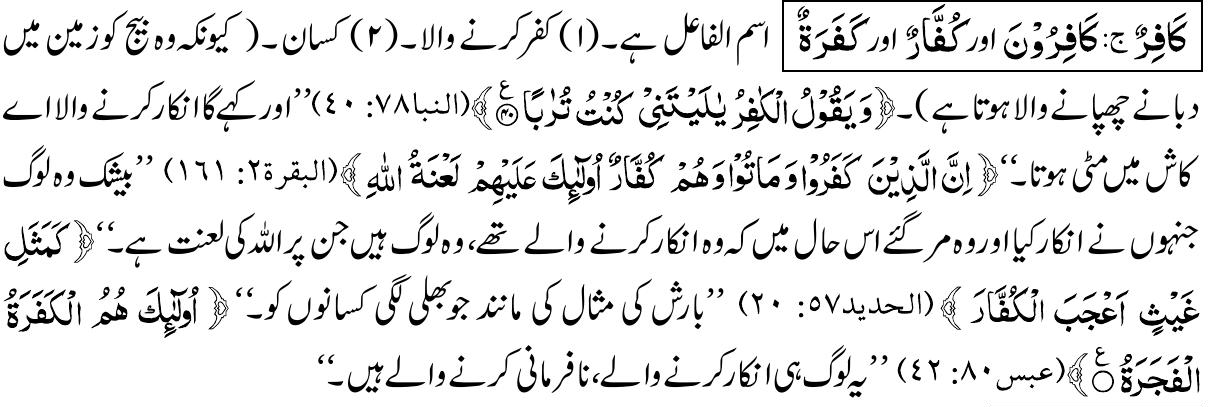 كَافِرٌ ج: كَافِرُوْنَ اور كُفَّارٌ اور كَفَرَةٌ اسم الفاعل ہے۔ (۱) کفر کرنے والا۔ (۲) کسان۔ (کیونکہ وہ بیج کو زمین میں
دبانے چھپانے والا ہوتا ہے)۔ ﴿وَيَقُوْلُ الْكٰفِرُ يٰلَيْتَنِيْ كُنْتُ تُرٰبًا ۴۰ع﴾ (النبا۷۸: ۴۰) ’’اور کہے گا انکار کرنے والا اے
کاش میں مٹی ہوتا۔‘‘ ﴿اِنَّ الَّذِيْنَ كَفَرُوْا وَمَاتُوْا وَهُمْ كُفَّارٌ اُولٰٓئِكَ عَلَيْهِمْ لَعْنَةُ اللّٰهِ﴾ (البقرة۲: ۱۶۱) ’’بیشک وہ لوگ
جنہوں نے انکار کیا اور وہ مر گئے اس حال میں کہ وہ انکار کرنے والے تھے، وہ لوگ ہیں جن پر اللہ کی لعنت ہے۔‘‘ ﴿كَمَثَلِ
غَيْثٍ اَعْجَبَ الْكُفَّارَ﴾ (الحدید۵۷: ۲۰) ’’بارش کی مثال کی مانند جو بھلی لگی کسانوں کو۔‘‘ ﴿اُولٰٓئِكَ هُمُ الْكَفَرَةُ
الْفَجَرَةُ ○ع﴾ (عبس۸۰: ۴۲) ’’یہ لوگ ہی انکار کرنے والے، نافرمانی کرنے والے ہیں۔‘‘